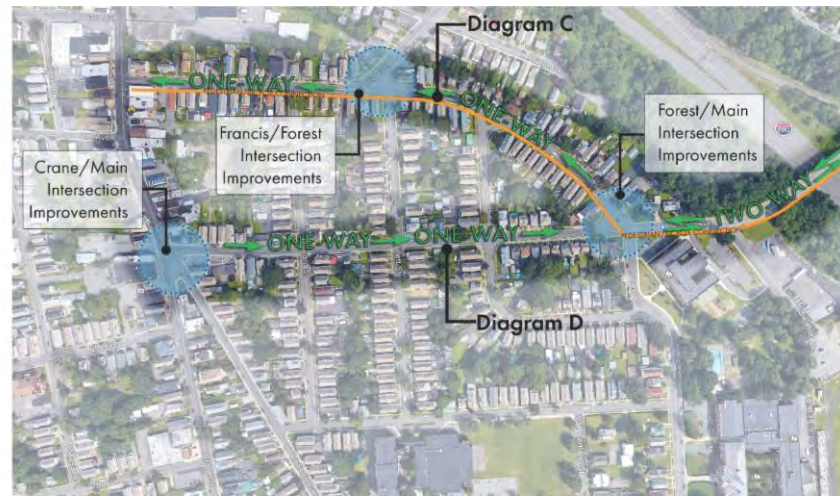 Diagram C
ONE-WAY
ONE-WAY
Forest/Main
Intersection
Improvements
Francis/Forest
Intersection
Improvements
Crane/Main
Intersection
Improvements
TWO-WAY
ONE-WAY
ONE-WAY
Diagram D